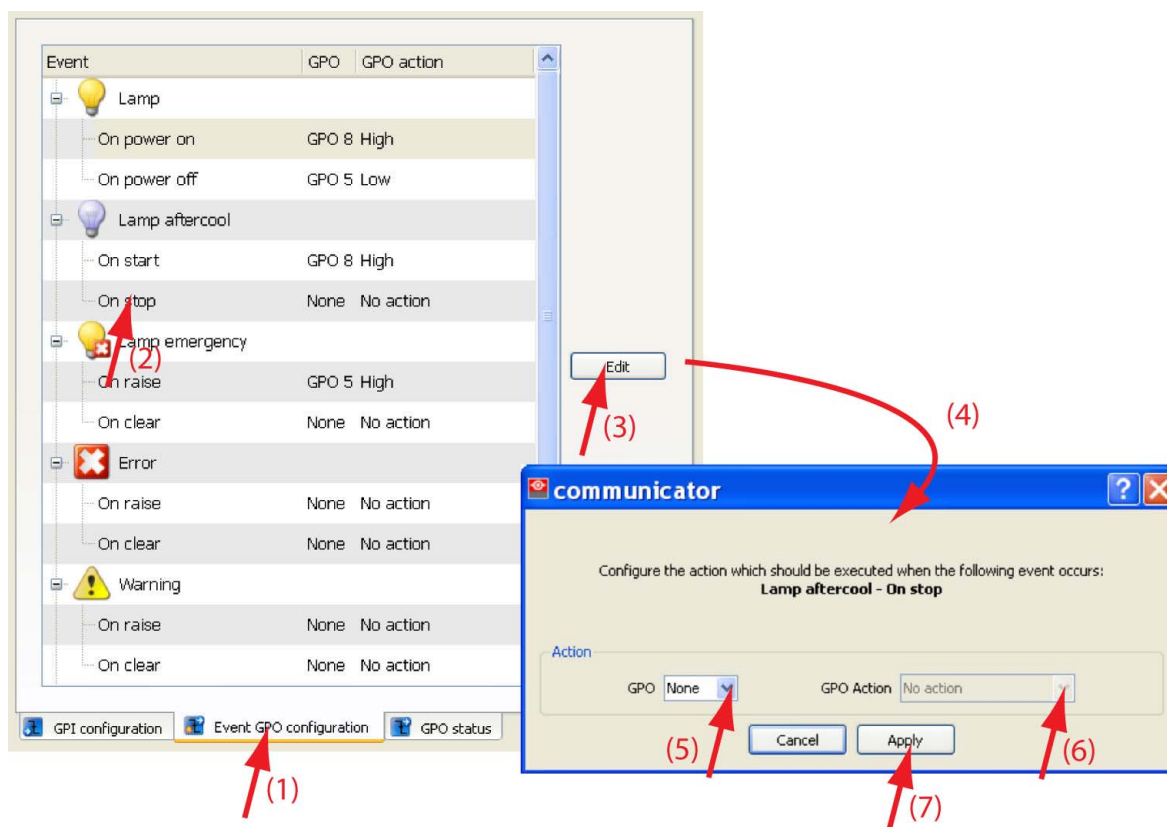 Event GPO GPO action
Lamp
On power on GPO 8 High
On power off GPO 5 Low
Lamp aftercool
On start GPO 8 High
On stop None No action
(2)
Lamp emergency
On raise GPO 5 High
On clear None No action
Error
On raise None No action
On clear None No action
Warning
On raise None No action
On clear None No action
Edit
(3)
(4)
GPI configuration Event GPO configuration GPO status
(1)
communicator
Configure the action which should be executed when the following event occurs:
Lamp aftercool - On stop
Action
GPO None GPO Action No action
(5)
(6)
Cancel Apply
(7)